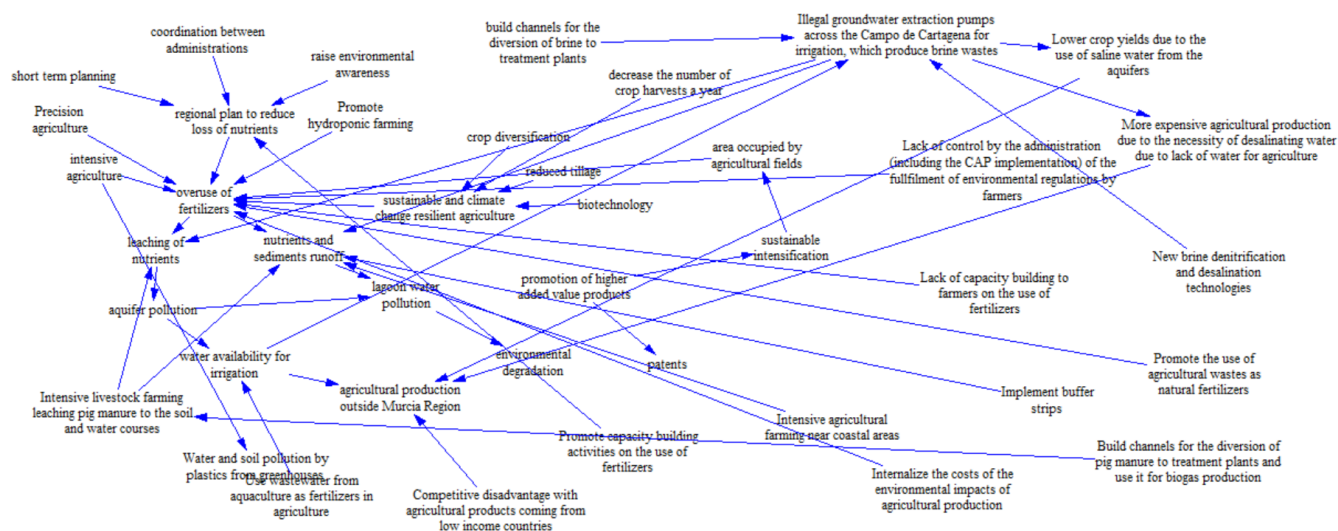 coordination between
administrations
short term planning
raise environmental
awareness
regional plan to reduce
loss of nutrients
Precision
agriculture
Promote
hydroponic farming
intensive
agriculture
overuse of
fertilizers
leaching of
nutrients
nutrients and
sediments runoff
aquifer pollution
lagoon water
pollution
water availability for
irrigation
environmental
degradation
Intensive livestock farming
leaching pig manure to the soil
and water courses
agricultural production
outside Murcia Region
Water and soil pollution by
plastics from greenhouses
Use wastewater from
aquaculture as fertilizers in
agriculture
Competitive disadvantage with
agricultural products coming from
low income countries
build channels for the
diversion of brine to
treatment plants
decrease the number of
crop harvests a year
crop diversification
reduced tillage
sustainable and climate
change resilient agriculture
biotechnology
area occupied by
agricultural fields
sustainable
intensification
promotion of higher
added value products
patents
Promote capacity building
activities on the use of
fertilizers
Intensive agricultural
farming near coastal areas
Internalize the costs of the
environmental impacts of
agricultural production
Illegal groundwater extraction pumps
across the Campo de Cartagena for
irrigation, which produce brine wastes
Lower crop yields due to the
use of saline water from the
aquifers
More expensive agricultural production
due to the necessity of desalinating water
due to lack of water for agriculture
Lack of control by the administration
(including the CAP implementation) of the
fullfilment of environmental regulations by
farmers
New brine denitrification
and desalination
technologies
Lack of capacity building to
farmers on the use of
fertilizers
Promote the use of
agricultural wastes as
natural fertilizers
Implement buffer
strips
Build channels for the diversion of
pig manure to treatment plants and
use it for biogas production